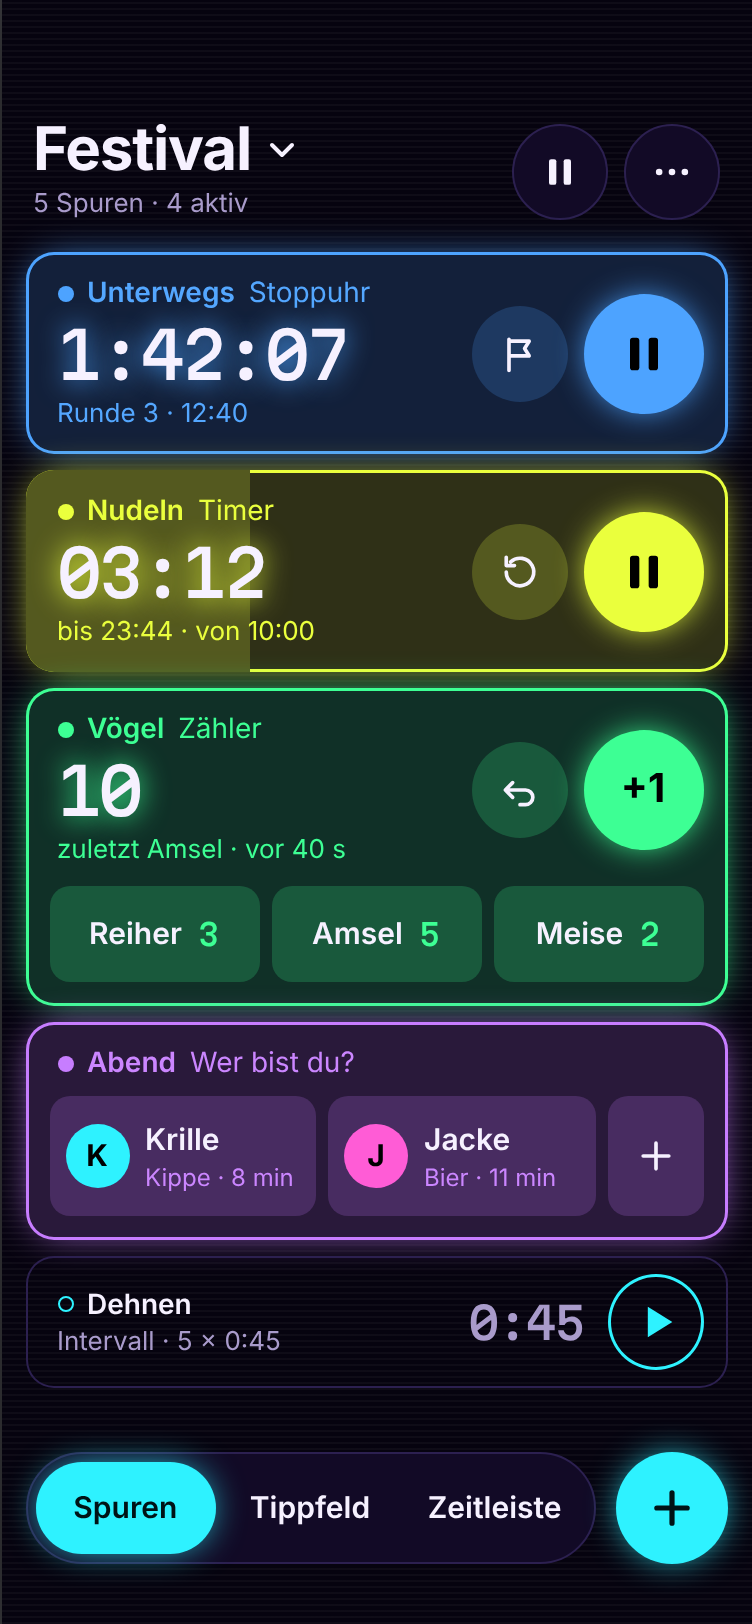 Festival
5 Spuren · 4 aktiv
Unterwegs Stoppuhr
1:42:07
Runde 3 · 12:40
Nudeln Timer
03:12
bis 23:44 · von 10:00
Vögel Zähler
10
+1
zuletzt Amsel · vor 40 s
Reiher 3 Amsel 5 Meise 2
Abend Wer bist du?
K Krille J Jacke
Kippe · 8 min Bier · 11 min
Dehnen
Intervall · 5 × 0:45
0:45
Spuren Tippfeld Zeitleiste